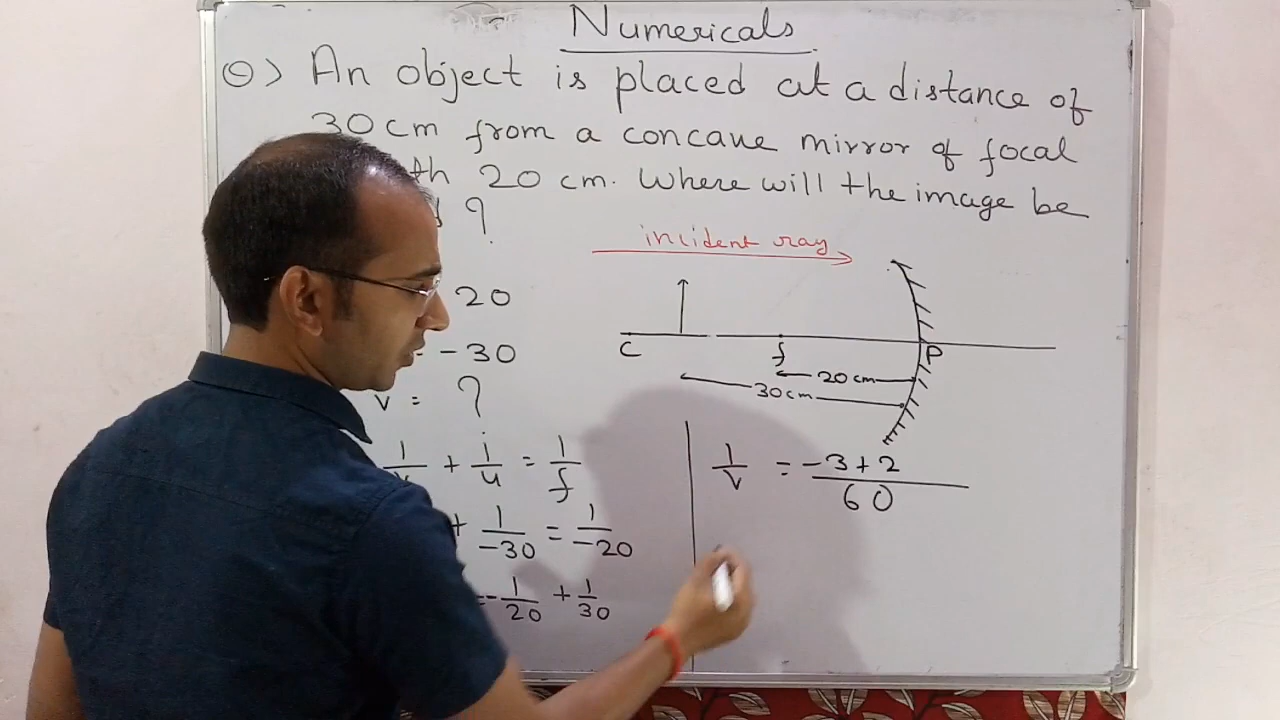 Numericals
Q> An object is placed at a distance of
30 cm from a concave mirror of focal
20 cm. Where will the image be
?
incident ray
20
-30
v = ?
C f P
20 cm
30 cm
1/v + 1/u = 1/f
+ 1/-30 = 1/-20
= -1/20 + 1/30
1/v = -3+2/60